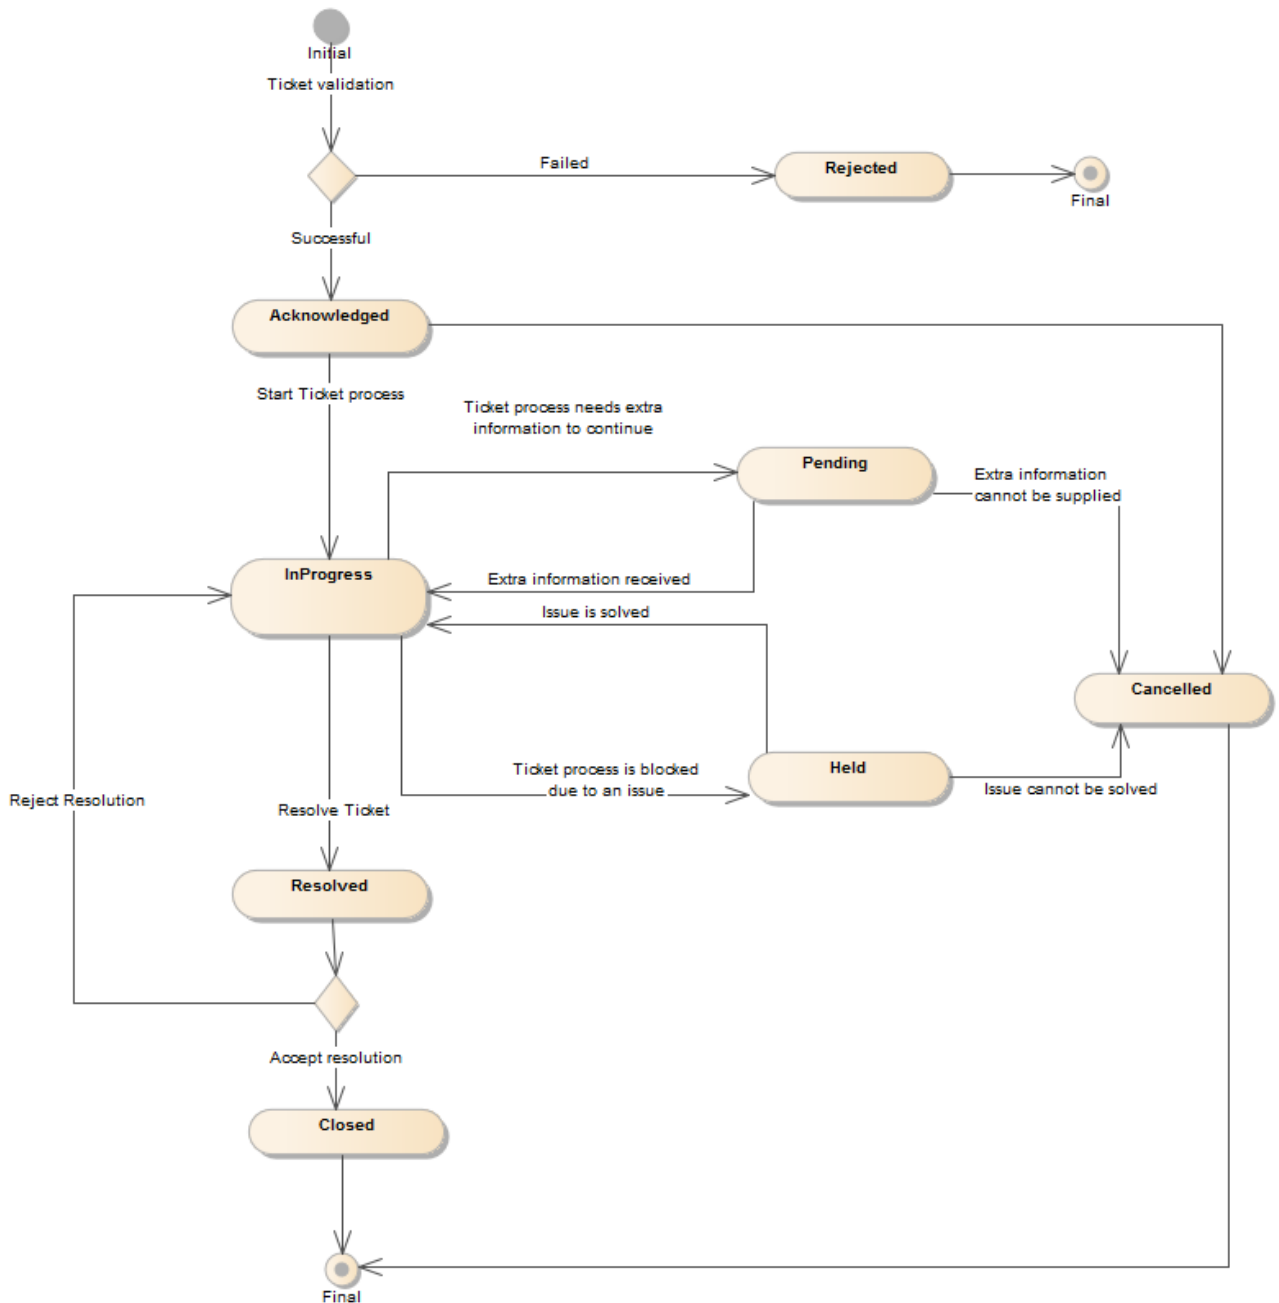 Initial
Ticket validation
Failed
Rejected
Final
Successful
Acknowledged
Start Ticket process
Ticket process needs extra
information to continue
Pending
Extra information
cannot be supplied
InProgress
Extra information received
Issue is solved
Cancelled
Ticket process is blocked
due to an issue
Held
Issue cannot be solved
Reject Resolution
Resolve Ticket
Resolved
Accept resolution
Closed
Final